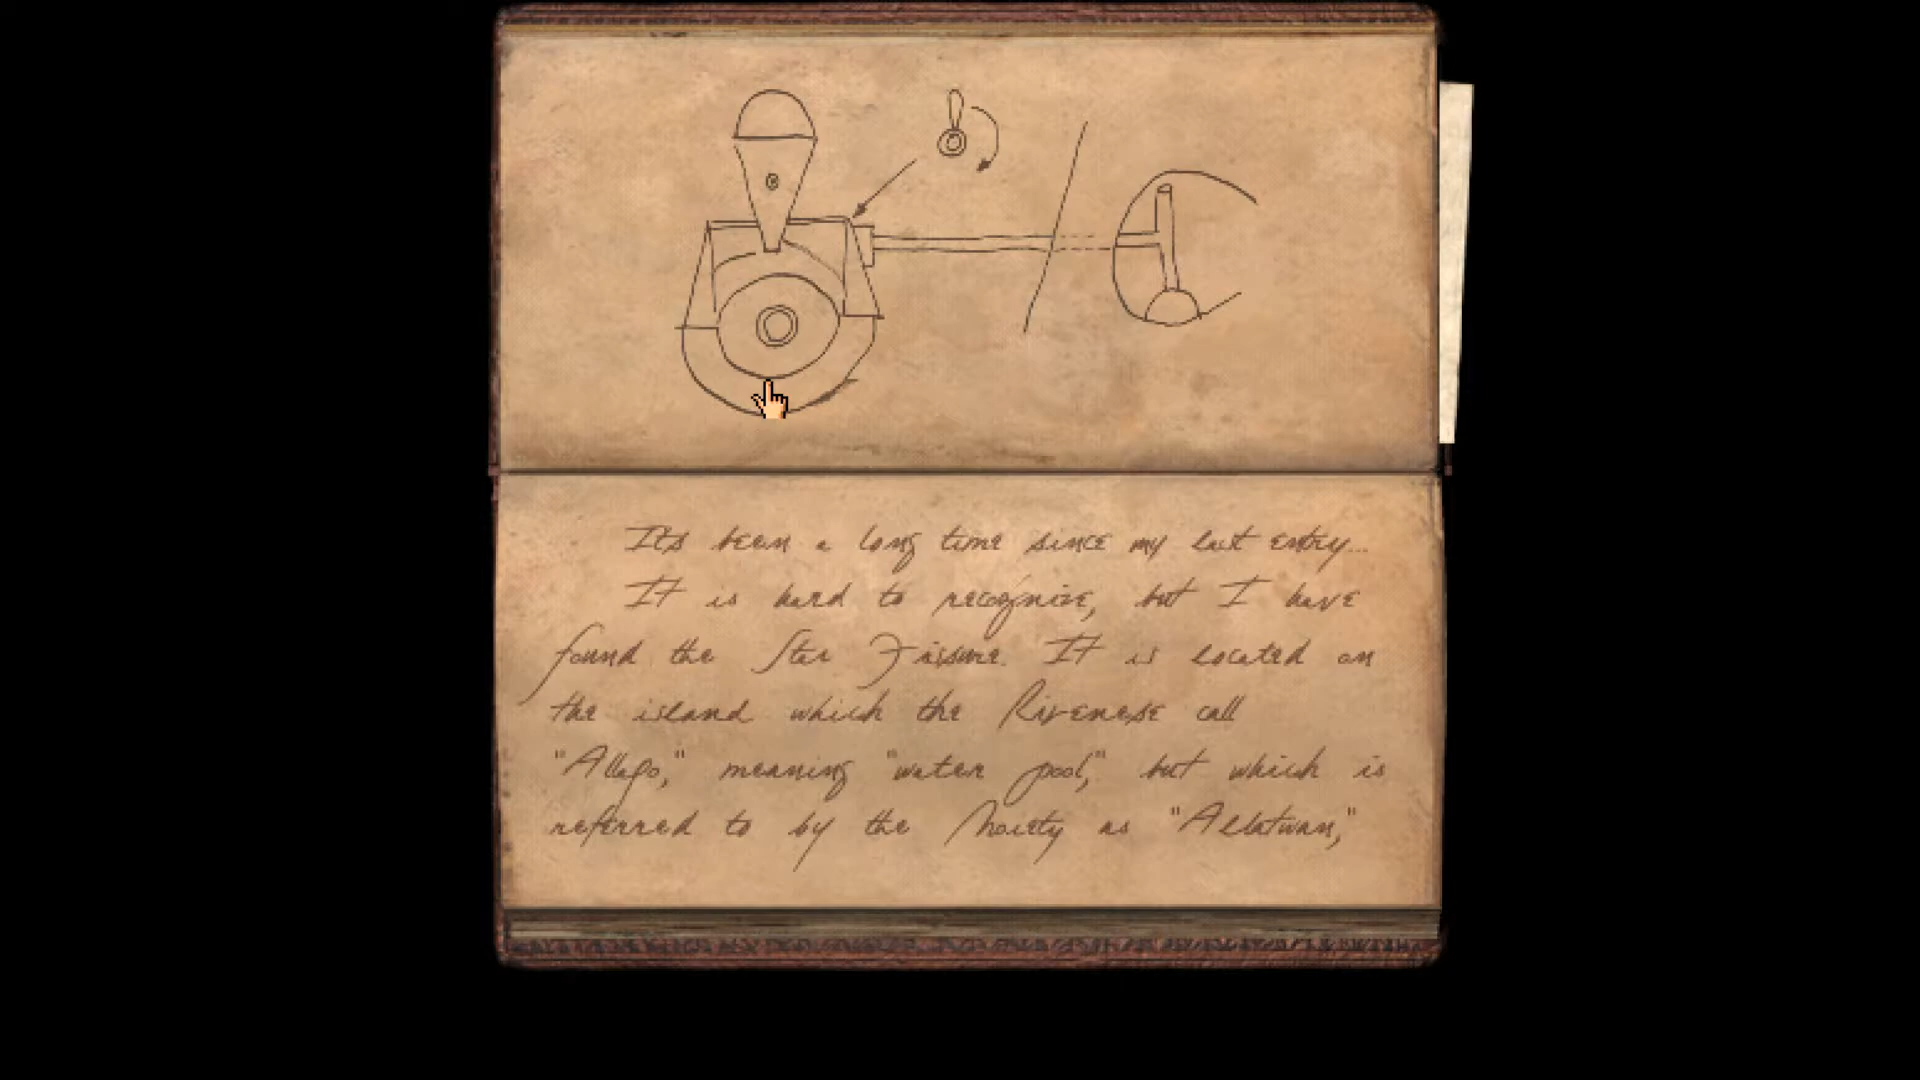 Its been a long time since my last entry...
It is hard to recognize, but I have
found the Star Fissure. It is located on
the island which the Rivenese call
"Allapo," meaning "water pool," but which is
referred to by the Moiety as "Allatwan,"